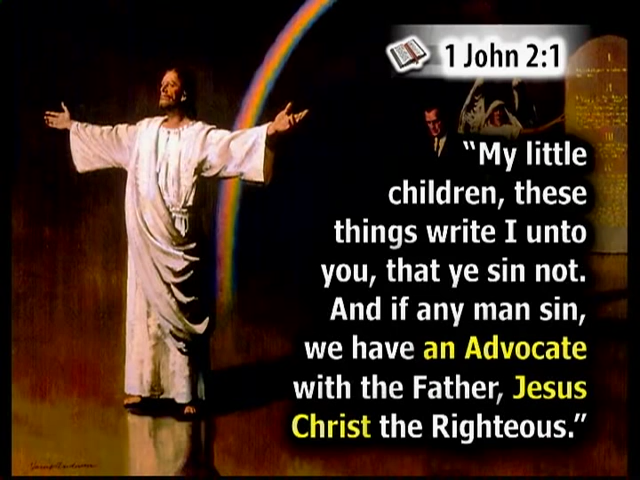 1 John 2:1
“My little
children, these
things write I unto
you, that ye sin not.
And if any man sin,
we have an Advocate
with the Father, Jesus
Christ the Righteous.”